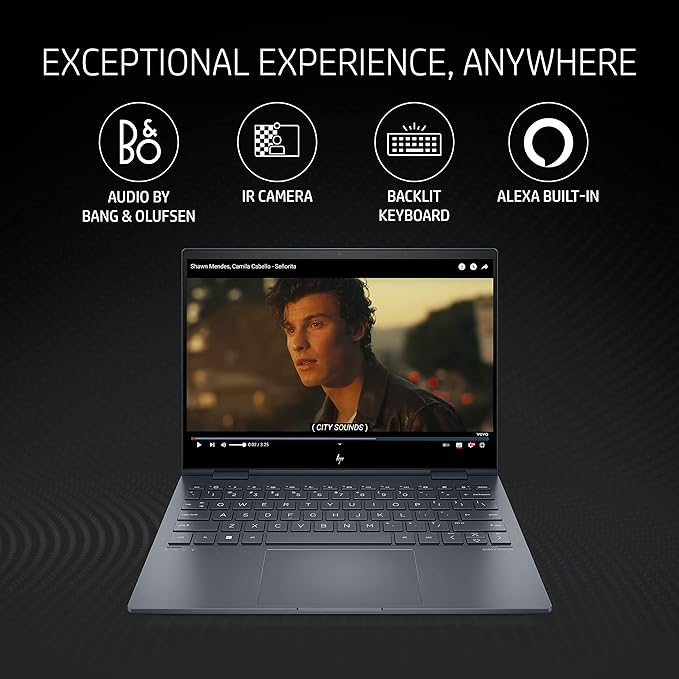 EXCEPTIONAL EXPERIENCE, ANYWHERE
B&O
AUDIO BY
BANG & OLUFSEN
IR CAMERA
BACKLIT
KEYBOARD
ALEXA BUILT-IN
Shawn Mendes, Camila Cabello - Señorita
( CITY SOUNDS )
vevo
0:02 / 3:25
hp
Q W E R T Y U I O P
A S D F G H J K L
Z X C V B N M